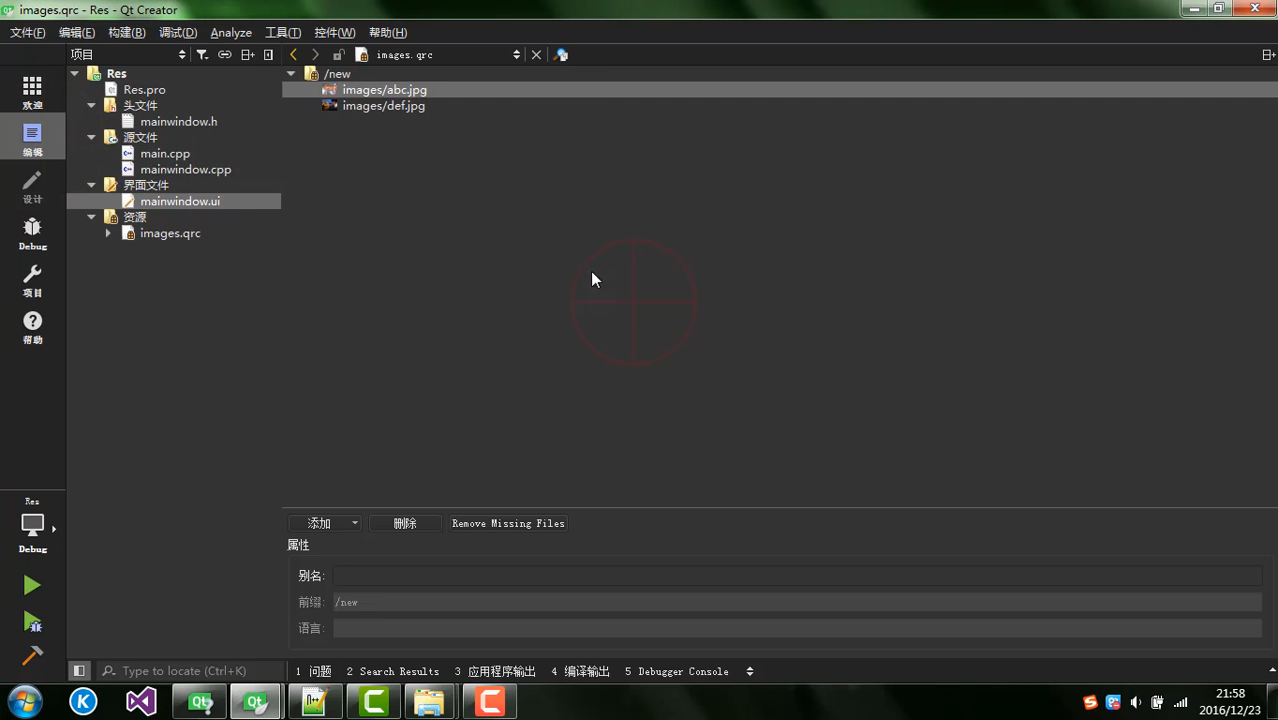 images.qrc - Res - Qt Creator
文件(F) 编辑(E) 构建(B) 调试(D) Analyze 工具(T) 控件(W) 帮助(H)
项目 images.qrc
欢迎
编辑
设计
Debug
项目
帮助
Res
Res.pro
头文件
mainwindow.h
源文件
main.cpp
mainwindow.cpp
界面文件
mainwindow.ui
资源
images.qrc
/new
images/abc.jpg
images/def.jpg
添加 删除 Remove Missing Files
属性
别名:
前缀: /new
语言:
Res
Debug
Type to locate (Ctrl+K) 1 问题 2 Search Results 3 应用程序输出 4 编译输出 5 Debugger Console
21:58
2016/12/23